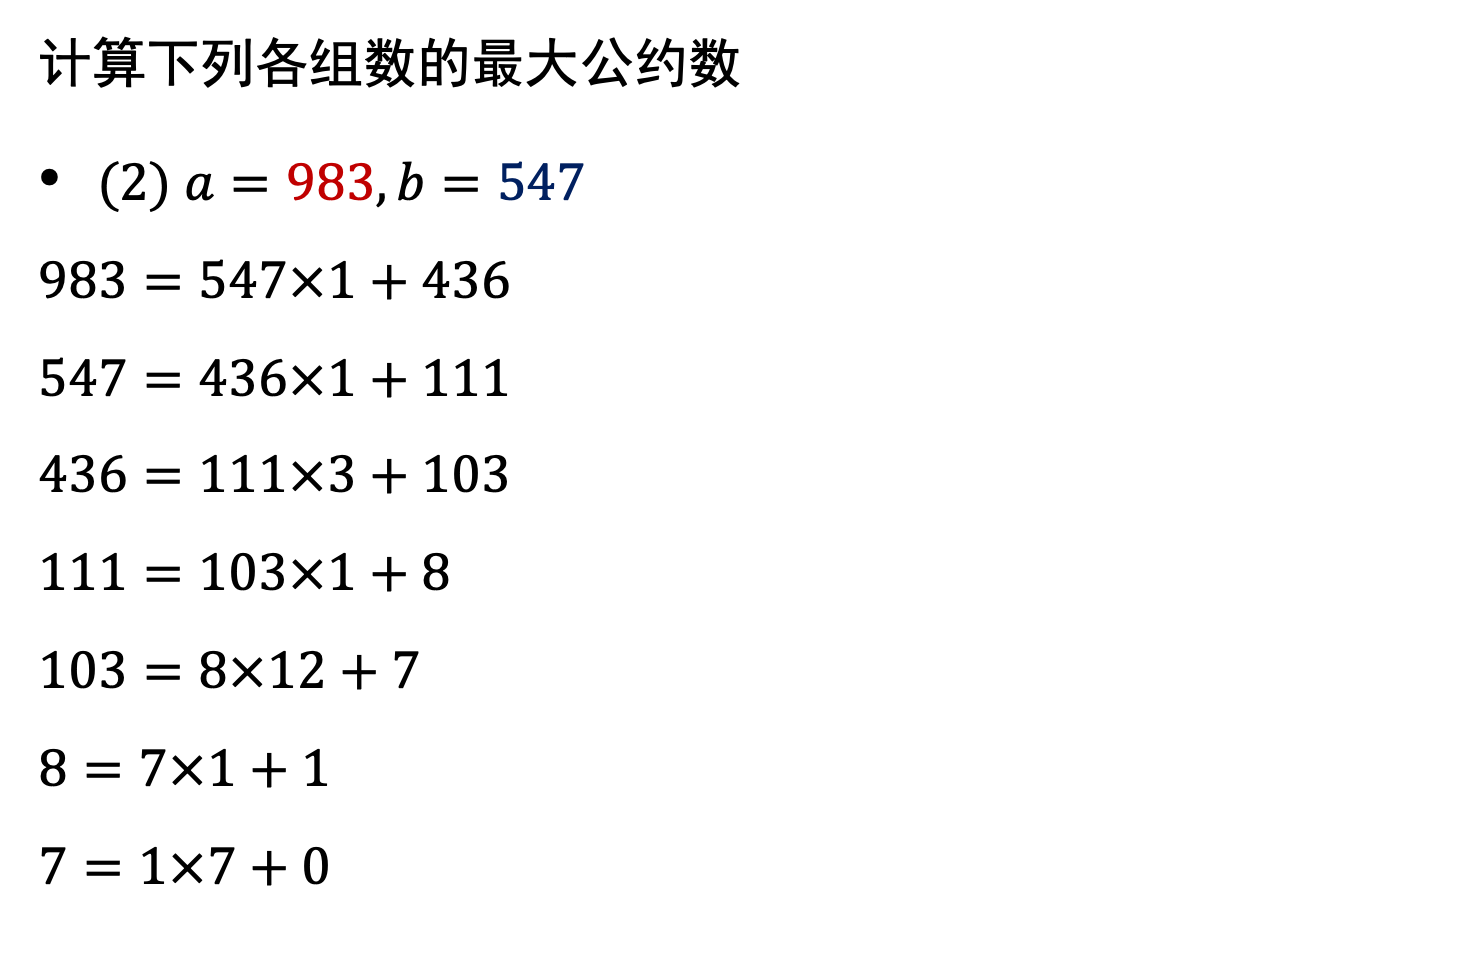 计算下列各组数的最大公约数
• (2) a = 983, b = 547
983 = 547×1 + 436
547 = 436×1 + 111
436 = 111×3 + 103
111 = 103×1 + 8
103 = 8×12 + 7
8 = 7×1 + 1
7 = 1×7 + 0